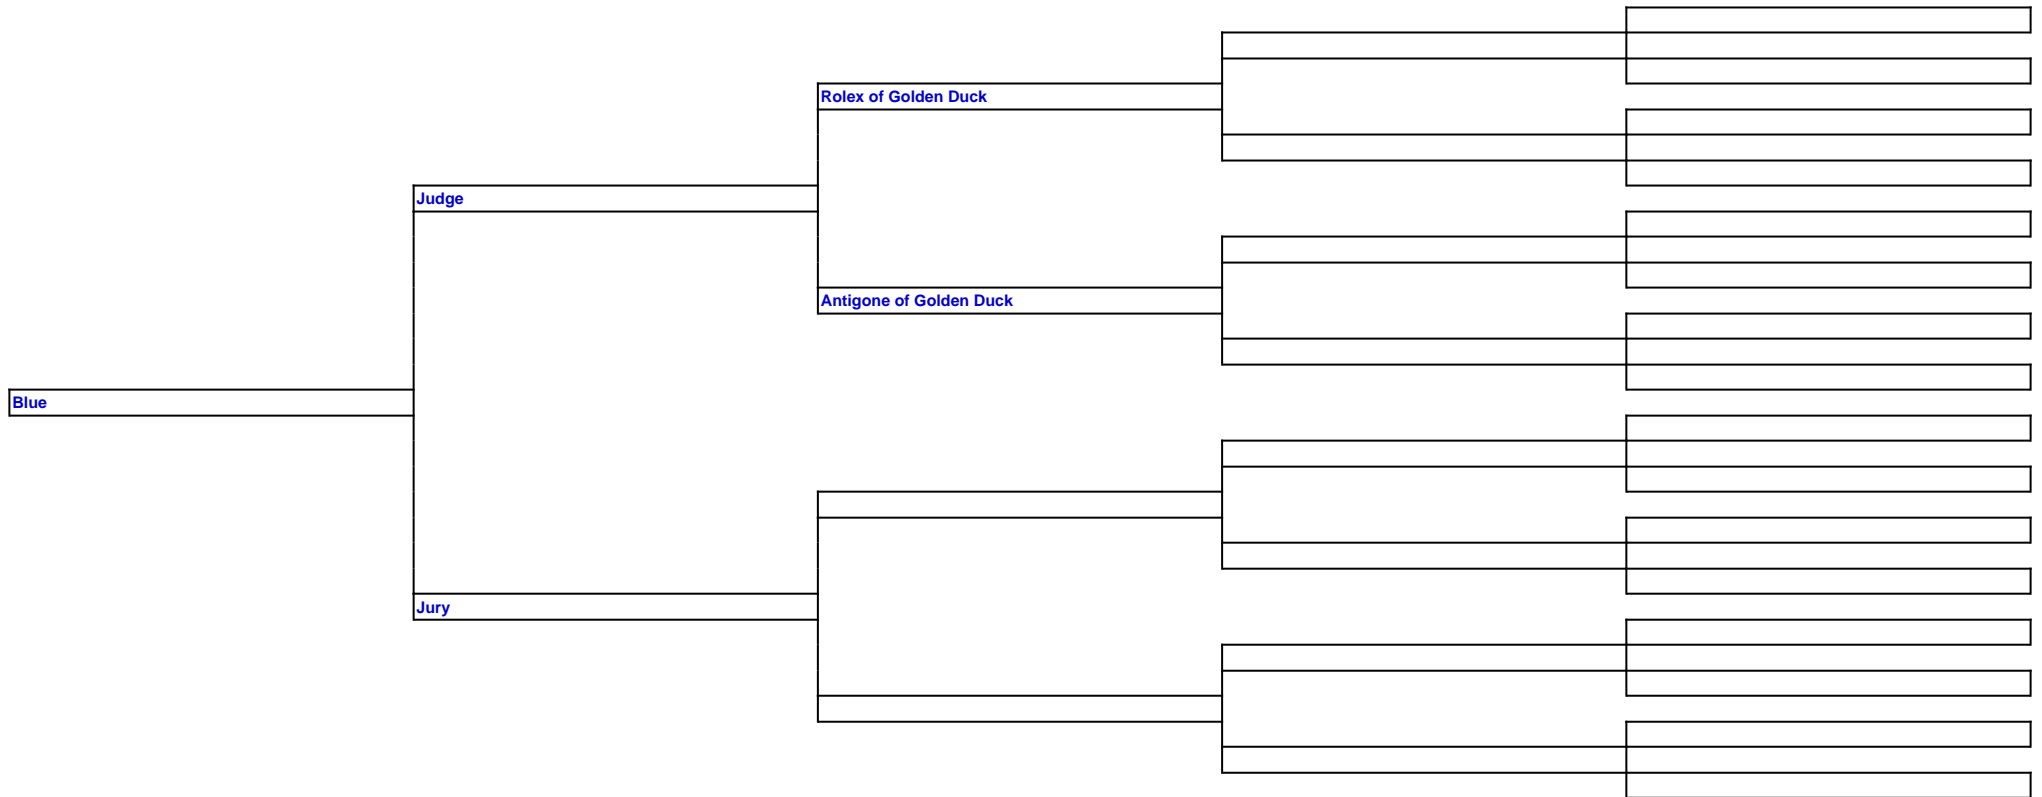 Rolex of Golden Duck
Judge
Antigone of Golden Duck
Blue
Jury